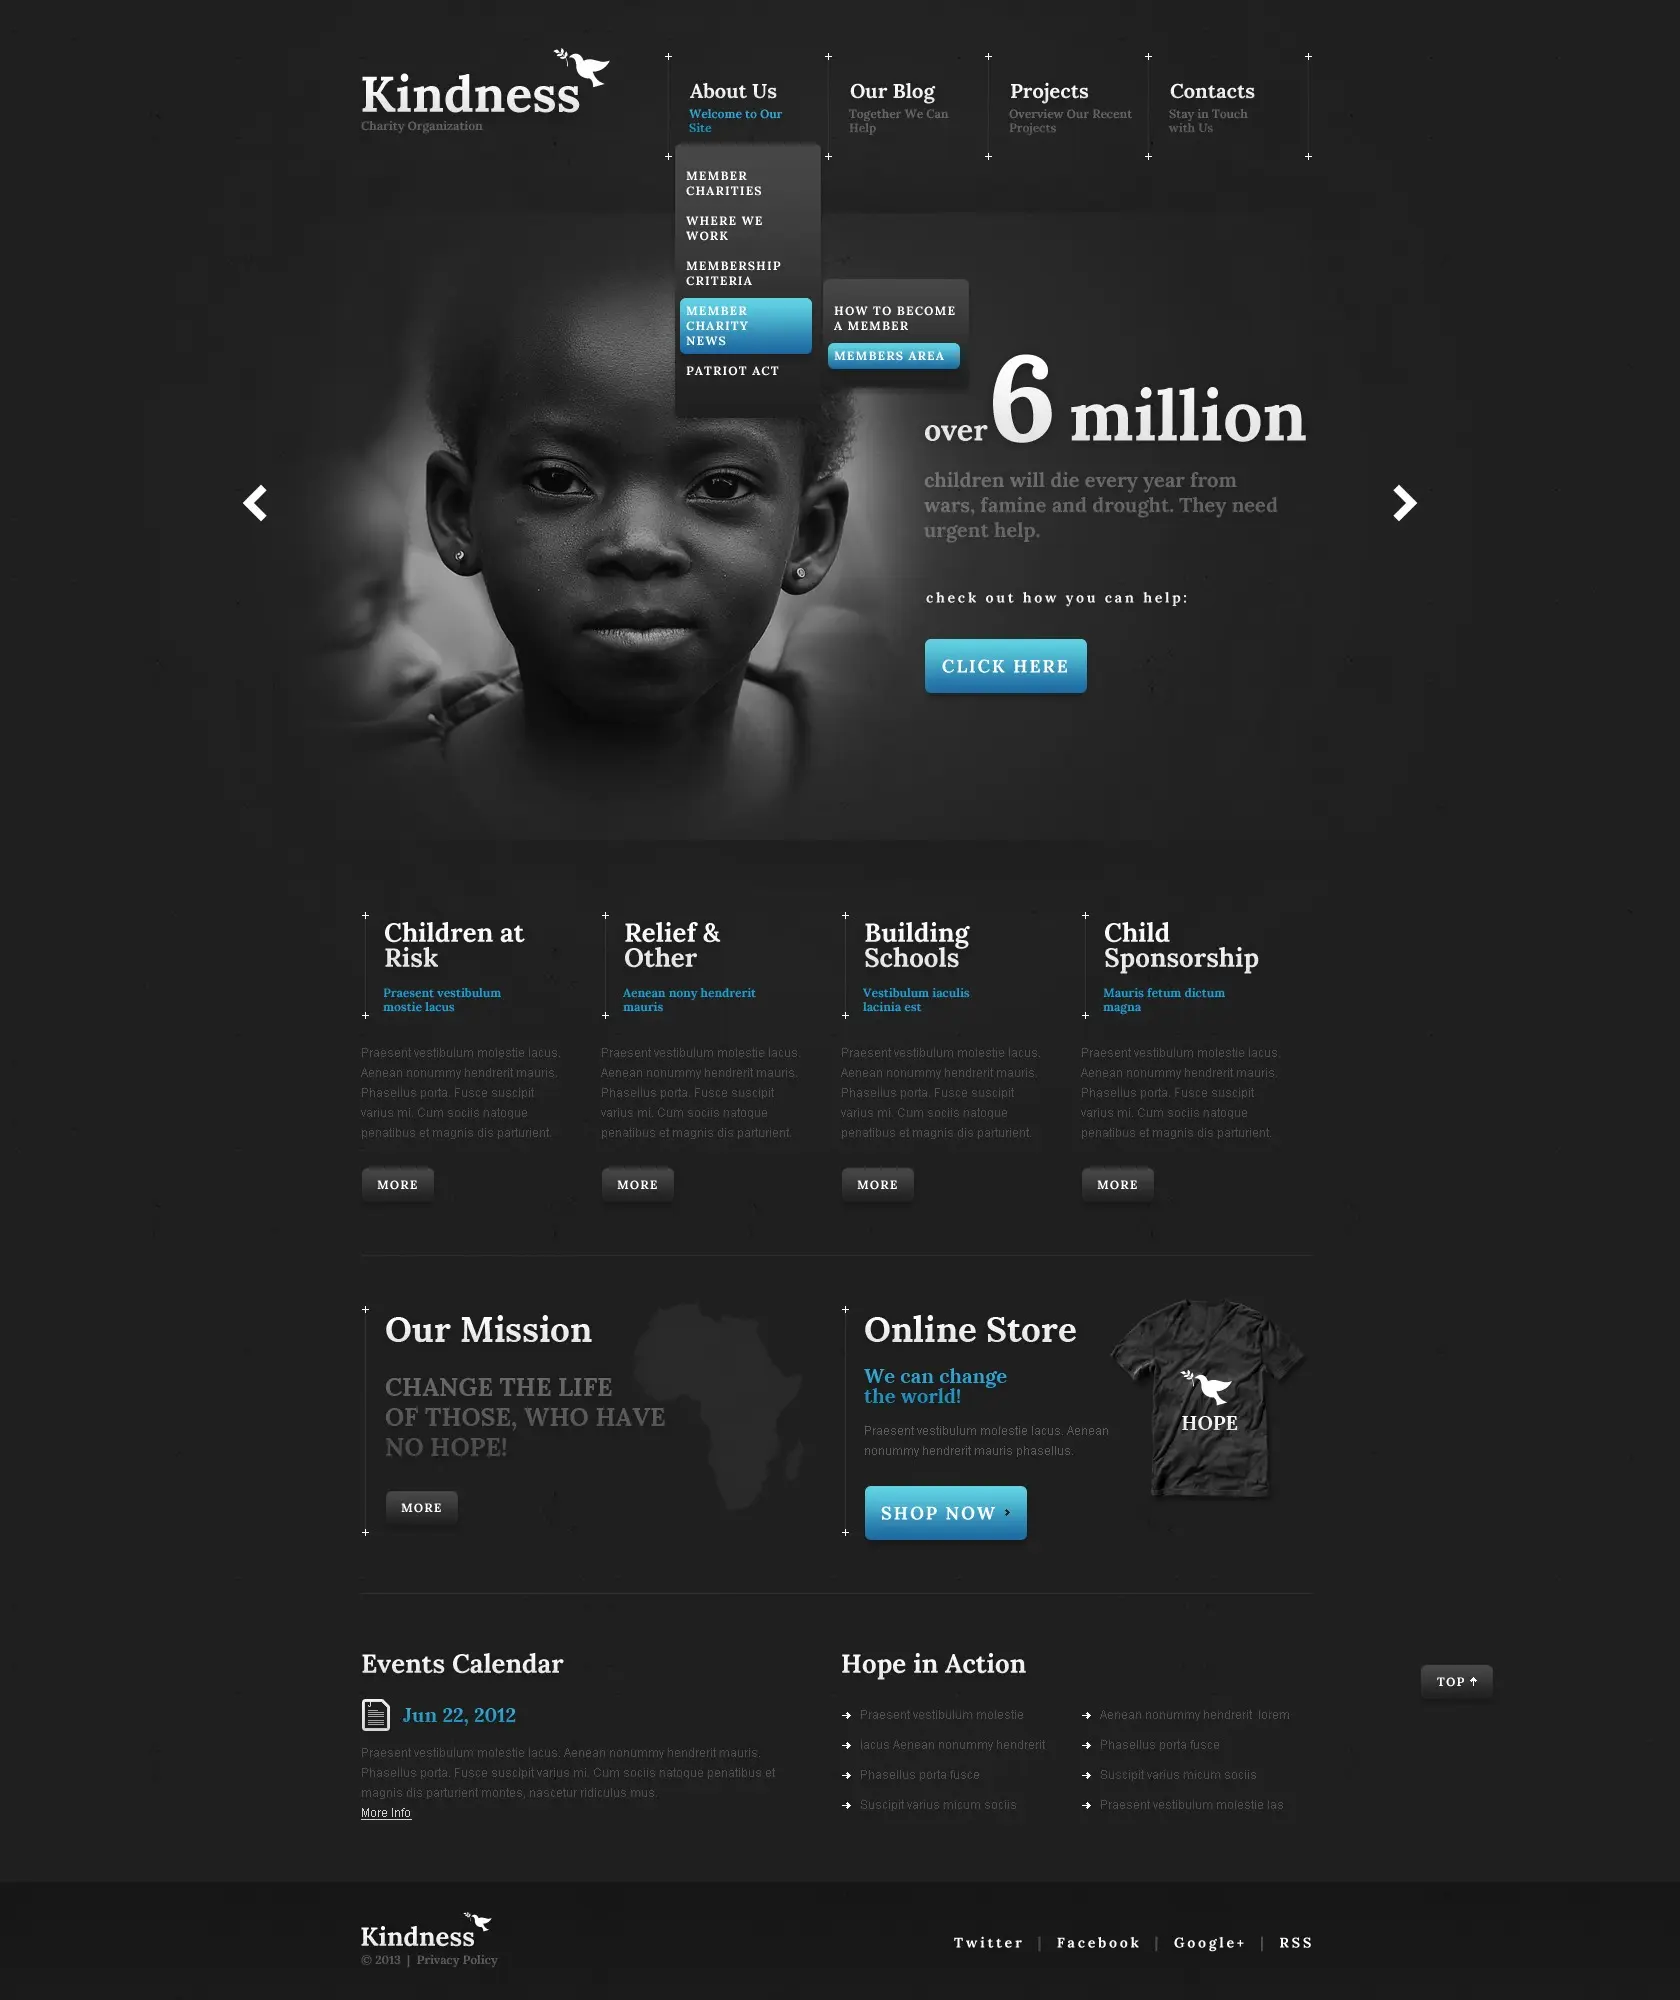 Kindness
Charity Organization
About Us
Welcome to Our
Site
Our Blog
Together We Can
Help
Projects
Overview Our Recent
Projects
Contacts
Stay in Touch
with Us
MEMBER
CHARITIES
WHERE WE
WORK
MEMBERSHIP
CRITERIA
MEMBER
CHARITY
NEWS
PATRIOT ACT
HOW TO BECOME
A MEMBER
MEMBERS AREA
over 6 million
children will die every year from
wars, famine and drought. They need
urgent help.
check out how you can help:
CLICK HERE
Children at
Risk
Praesent vestibulum
mostie lacus
Praesent vestibulum molestie lacus.
Aenean nonummy hendrerit mauris.
Phasellus porta. Fusce suscipit
varius mi. Cum sociis natoque
penatibus et magnis dis parturient.
MORE
Relief &
Other
Aenean nony hendrerit
mauris
Praesent vestibulum molestie lacus.
Aenean nonummy hendrerit mauris.
Phasellus porta. Fusce suscipit
varius mi. Cum sociis natoque
penatibus et magnis dis parturient.
MORE
Building
Schools
Vestibulum iaculis
lacinia est
Praesent vestibulum molestie lacus.
Aenean nonummy hendrerit mauris.
Phasellus porta. Fusce suscipit
varius mi. Cum sociis natoque
penatibus et magnis dis parturient.
MORE
Child
Sponsorship
Mauris fetum dictum
magna
Praesent vestibulum molestie lacus.
Aenean nonummy hendrerit mauris.
Phasellus porta. Fusce suscipit
varius mi. Cum sociis natoque
penatibus et magnis dis parturient.
MORE
Our Mission
CHANGE THE LIFE
OF THOSE, WHO HAVE
NO HOPE!
MORE
Online Store
We can change
the world!
Praesent vestibulum molestie lacus. Aenean
nonummy hendrerit mauris phasellus.
SHOP NOW
HOPE
Events Calendar
Jun 22, 2012
Praesent vestibulum molestie lacus. Aenean nonummy hendrerit mauris.
Phasellus porta. Fusce suscipit varius mi. Cum sociis natoque penatibus et
magnis dis parturient montes, nascetur ridiculus mus.
More Info
Hope in Action
Praesent vestibulum molestie
lacus Aenean nonummy hendrerit
Phasellus porta fusce
Suscipit varius micum sociis
Aenean nonummy hendrerit lorem
Phasellus porta fusce
Suscipit varius micum sociis
Praesent vestibulum molestie las
TOP
Kindness
© 2013 | Privacy Policy
Twitter | Facebook | Google+ | RSS